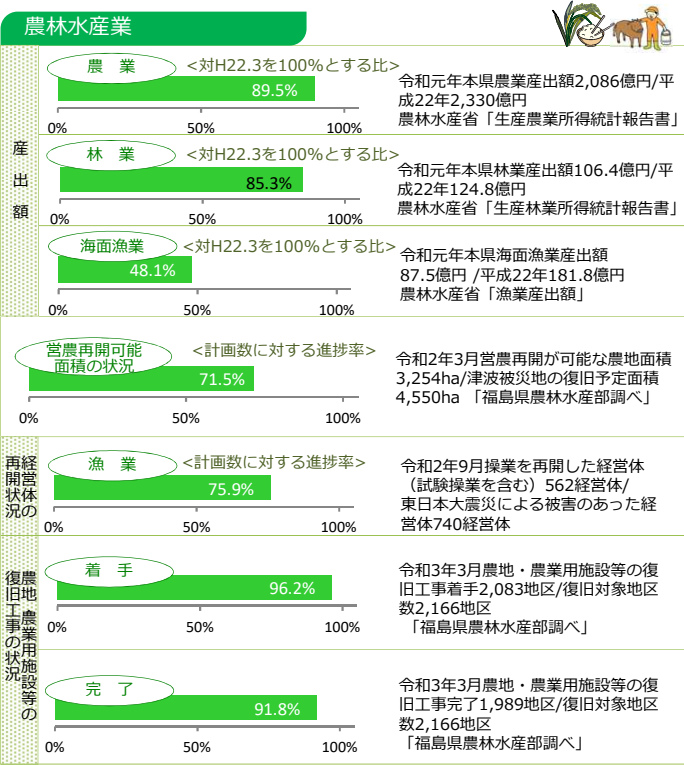 農林水産業
産出額
農　業
<対H22.3を100%とする比>
89.5%
0% 50% 100%
令和元年本県農業産出額2,086億円/平
成22年2,330億円
農林水産省「生産農業所得統計報告書」
林　業
<対H22.3を100%とする比>
85.3%
0% 50% 100%
令和元年本県林業産出額106.4億円/平
成22年124.8億円
農林水産省「生産林業所得統計報告書」
海面漁業
<対H22.3を100%とする比>
48.1%
0% 50% 100%
令和元年本県海面漁業産出額
87.5億円 /平成22年181.8億円
農林水産省「漁業産出額」
営農再開可能
面積の状況
<計画数に対する進捗率>
71.5%
0% 50% 100%
令和2年3月営農再開が可能な農地面積
3,254ha/津波被災地の復旧予定面積
4,550ha 「福島県農林水産部調べ」
経営体の
再開状況
漁　業
<計画数に対する進捗率>
75.9%
0% 50% 100%
令和2年9月操業を再開した経営体
（試験操業を含む）562経営体/
東日本大震災による被害のあった経
営体740経営体
農地・農業用施設等の
復旧工事の状況
着　手
96.2%
0% 50% 100%
令和3年3月農地・農業用施設等の復
旧工事着手2,083地区/復旧対象地区
数2,166地区
「福島県農林水産部調べ」
完　了
91.8%
0% 50% 100%
令和3年3月農地・農業用施設等の復
旧工事完了1,989地区/復旧対象地区
数2,166地区
「福島県農林水産部調べ」